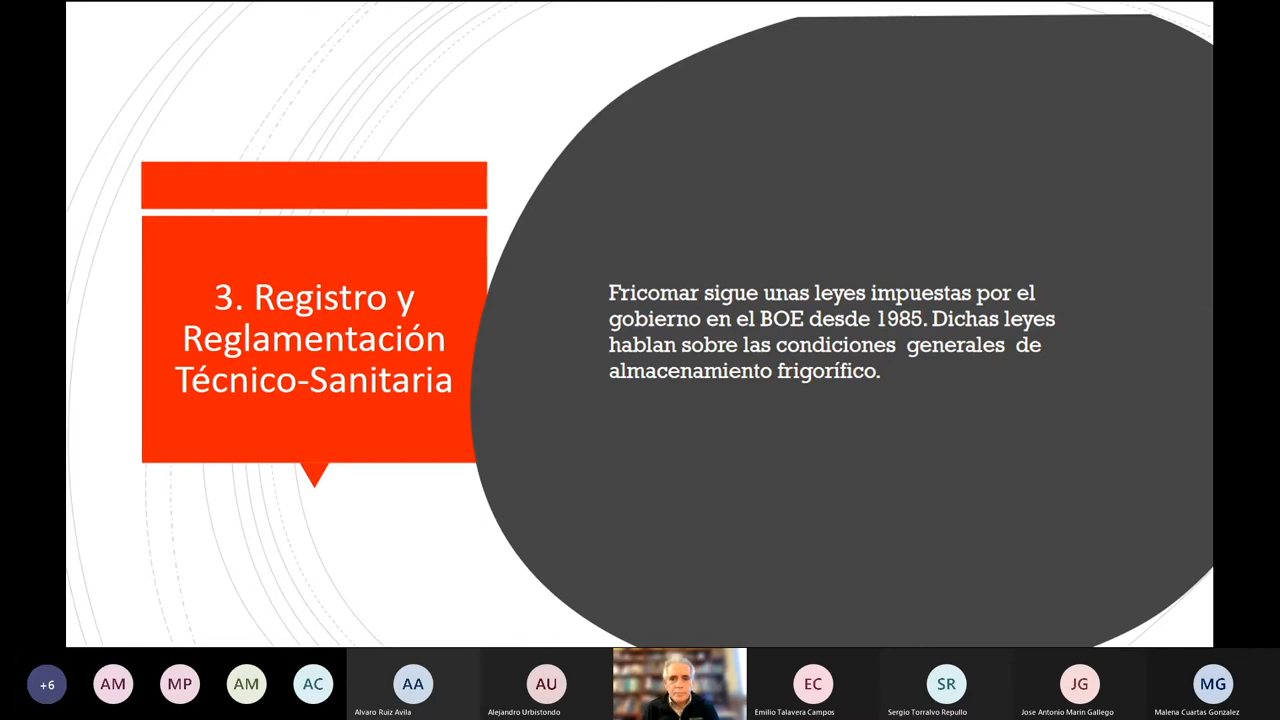 3. Registro y
Reglamentación
Técnico-Sanitaria
Fricomar sigue unas leyes impuestas por el
gobierno en el BOE desde 1985. Dichas leyes
hablan sobre las condiciones generales de
almacenamiento frigorífico.
+6
AM
MP
AM
AC
AA
Alvaro Ruiz Avila
AU
Alejandro Urbistondo
EC
Emilio Talavera Campos
SR
Sergio Torralvo Repullo
JG
Jose Antonio Marin Gallego
MG
Malena Cuartas Gonzalez